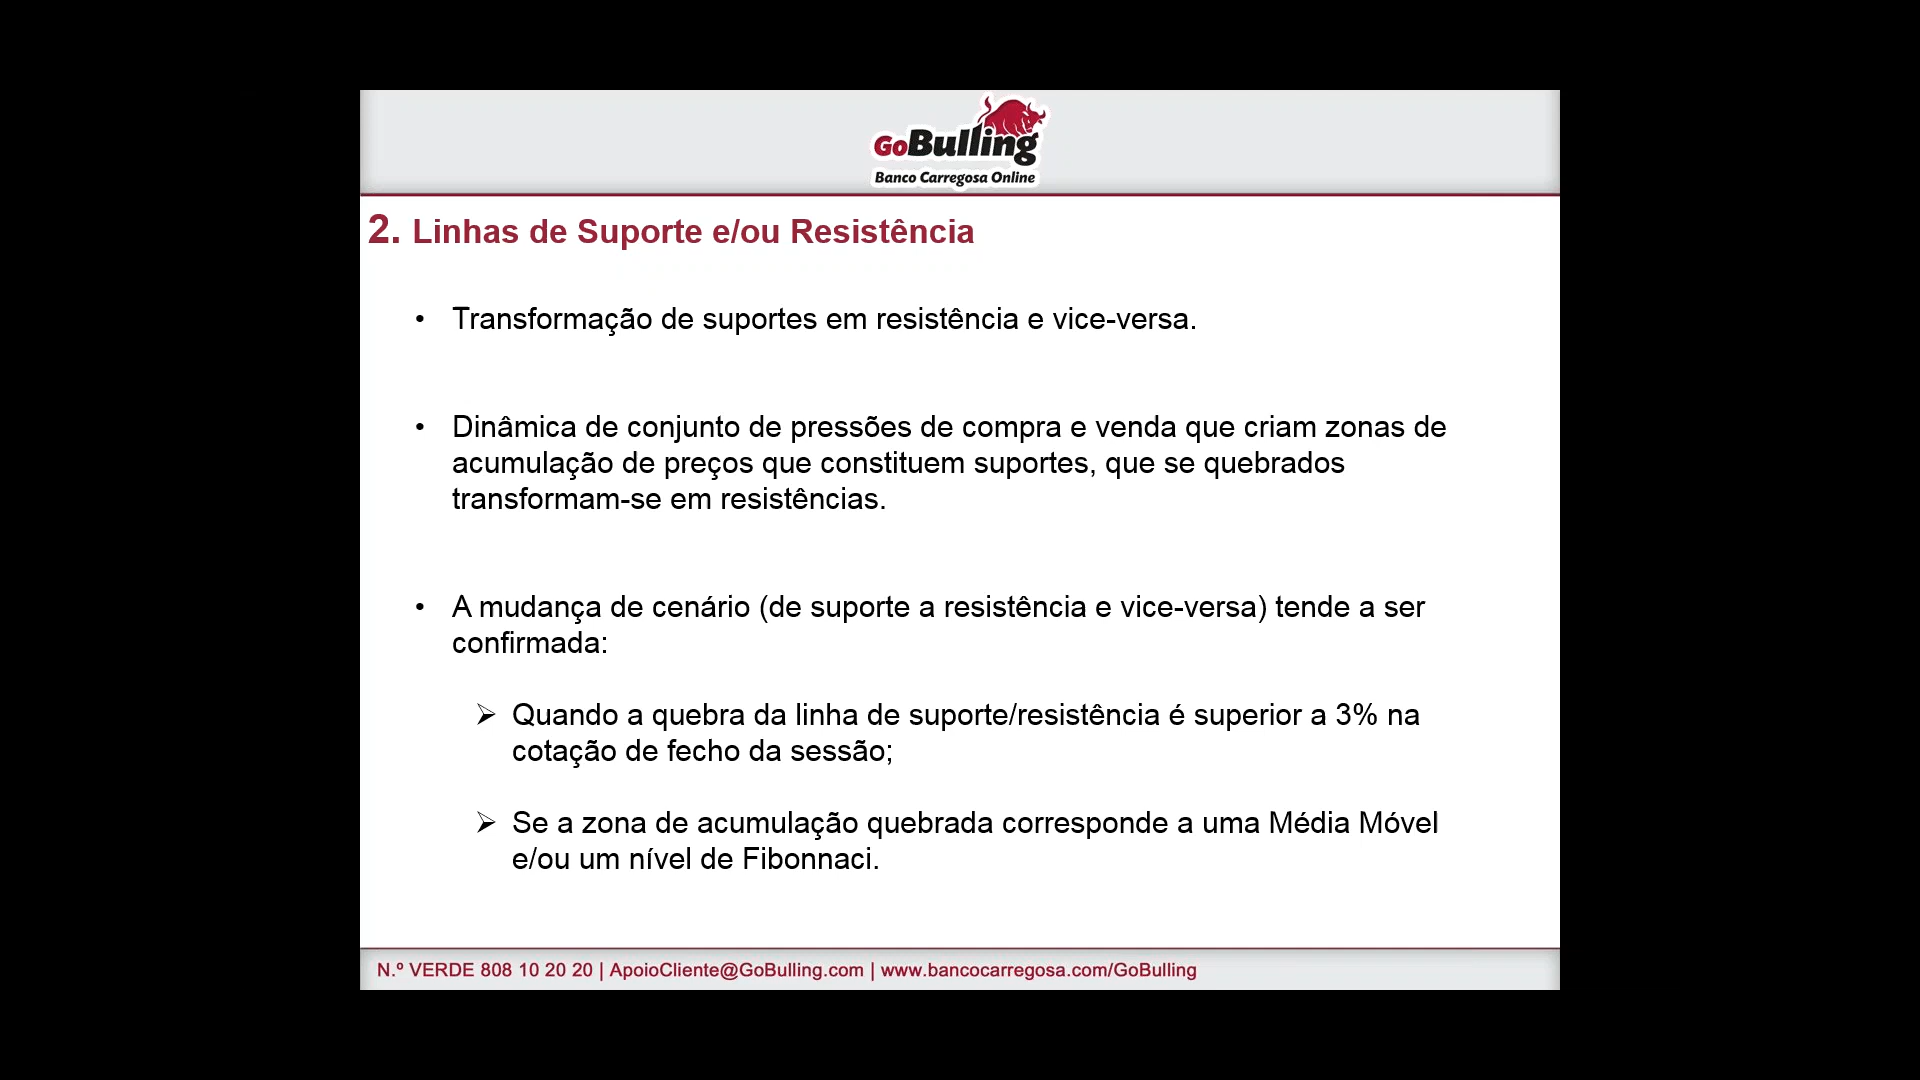 GoBulling
Banco Carregosa Online
2. Linhas de Suporte e/ou Resistência
• Transformação de suportes em resistência e vice-versa.
• Dinâmica de conjunto de pressões de compra e venda que criam zonas de
acumulação de preços que constituem suportes, que se quebrados
transformam-se em resistências.
• A mudança de cenário (de suporte a resistência e vice-versa) tende a ser
confirmada:
➢ Quando a quebra da linha de suporte/resistência é superior a 3% na
cotação de fecho da sessão;
➢ Se a zona de acumulação quebrada corresponde a uma Média Móvel
e/ou um nível de Fibonnaci.
N.º VERDE 808 10 20 20 | ApoioCliente@GoBulling.com | www.bancocarregosa.com/GoBulling